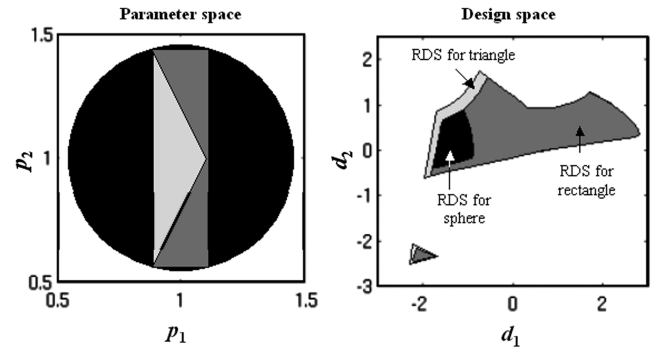 Parameter space
1.5
1
0.5
p2
0.5
1
1.5
p1
Design space
2
1
0
-1
-2
-3
d2
-2
0
2
d1
RDS for triangle
RDS for
sphere
RDS for
rectangle